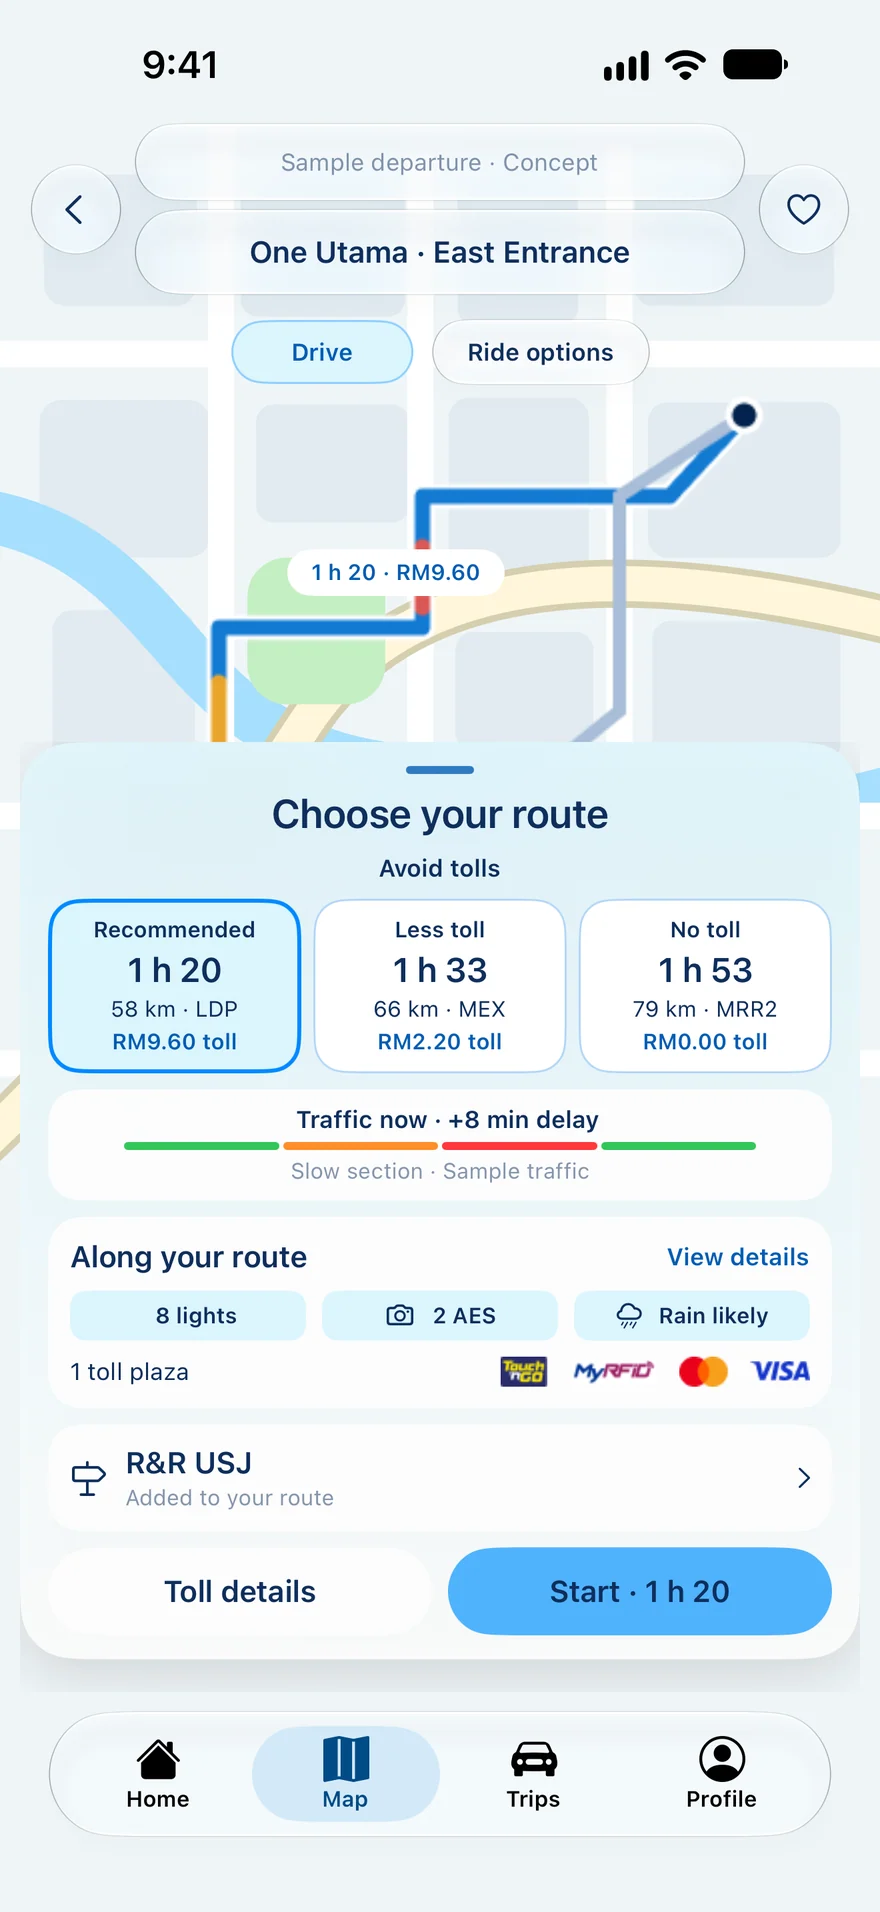 9:41
Sample departure · Concept
One Utama · East Entrance
Drive
Ride options
1 h 20 · RM9.60
Choose your route
Avoid tolls
Recommended
1 h 20
58 km · LDP
RM9.60 toll
Less toll
1 h 33
66 km · MEX
RM2.20 toll
No toll
1 h 53
79 km · MRR2
RM0.00 toll
Traffic now · +8 min delay
Slow section · Sample traffic
Along your route
View details
8 lights
2 AES
Rain likely
1 toll plaza
Touch 'n GO
MyRFID
VISA
R&R USJ
Added to your route
Toll details
Start · 1 h 20
Home
Map
Trips
Profile